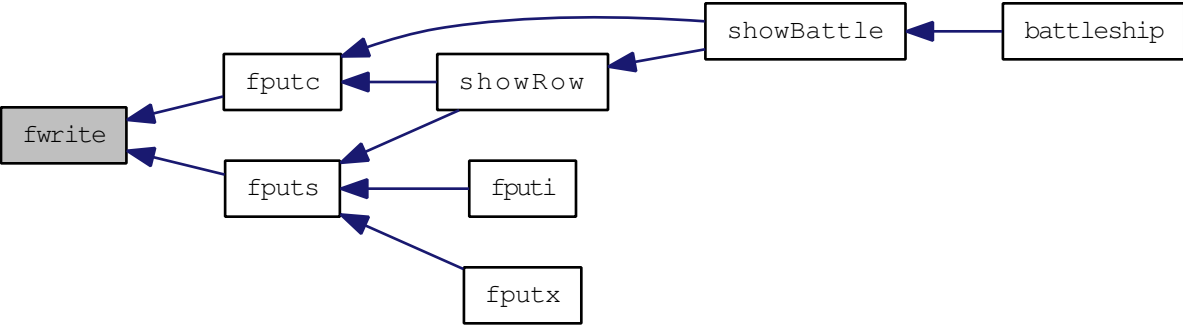 showBattle
battleship
fputc
showRow
fwrite
fputs
fputi
fputx